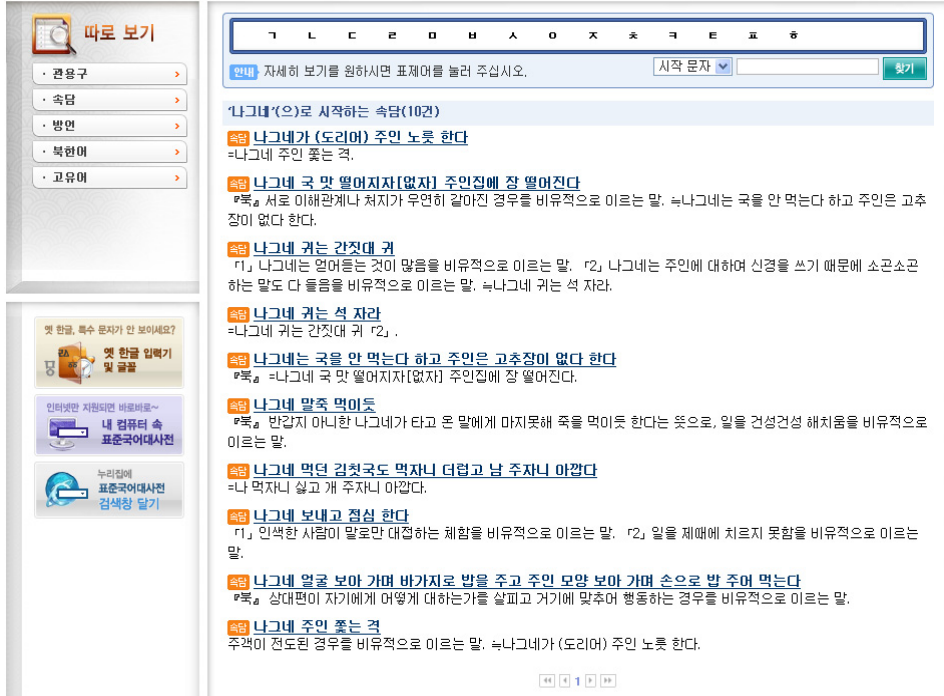 따로 보기
· 관용구
· 속담
· 방언
· 북한어
· 고유어
옛 한글, 특수 문자가 안 보이세요?
옛 한글 입력기
및 글꼴
인터넷만 지원되면 바로바로~
내 컴퓨터 속
표준국어대사전
누리집에
표준국어대사전
검색창 달기
ㄱ ㄴ ㄷ ㄹ ㅁ ㅂ ㅅ ㅇ ㅈ ㅊ ㅋ ㅌ ㅍ ㅎ
안내 자세히 보기를 원하시면 표제어를 눌러 주십시오.
시작 문자 찾기
'나그네'(으)로 시작하는 속담(10건)
속담 나그네가 (도리어) 주인 노릇 한다
=나그네 주인 쫓는 격.
속담 나그네 국 맛 떨어지자[없자] 주인집에 장 떨어진다
『북』 서로 이해관계나 처지가 우연히 같아진 경우를 비유적으로 이르는 말. ≒나그네는 국을 안 먹는다 하고 주인은 고추
장이 없다 한다.
속담 나그네 귀는 간짓대 귀
「1」 나그네는 얻어듣는 것이 많음을 비유적으로 이르는 말. 「2」 나그네는 주인에 대하여 신경을 쓰기 때문에 소곤소곤
하는 말도 다 들음을 비유적으로 이르는 말. ≒나그네 귀는 석 자라.
속담 나그네 귀는 석 자라
=나그네 귀는 간짓대 귀「2」.
속담 나그네는 국을 안 먹는다 하고 주인은 고추장이 없다 한다
『북』 =나그네 국 맛 떨어지자[없자] 주인집에 장 떨어진다.
속담 나그네 말죽 먹이듯
『북』 반갑지 아니한 나그네가 타고 온 말에게 마지못해 죽을 먹이듯 한다는 뜻으로, 일을 건성건성 해치움을 비유적으로
이르는 말.
속담 나그네 먹던 김칫국도 먹자니 더럽고 남 주자니 아깝다
=나 먹자니 싫고 개 주자니 아깝다.
속담 나그네 보내고 점심 한다
「1」 인색한 사람이 말로만 대접하는 체함을 비유적으로 이르는 말. 「2」 일을 제때에 치르지 못함을 비유적으로 이르는
말.
속담 나그네 얼굴 보아 가며 바가지로 밥을 주고 주인 모양 보아 가며 손으로 밥 주어 먹는다
『북』 상대편이 자기에게 어떻게 대하는가를 살피고 거기에 맞추어 행동하는 경우를 비유적으로 이르는 말.
속담 나그네 주인 쫓는 격
주객이 전도된 경우를 비유적으로 이르는 말. ≒나그네가 (도리어) 주인 노릇 한다.
1